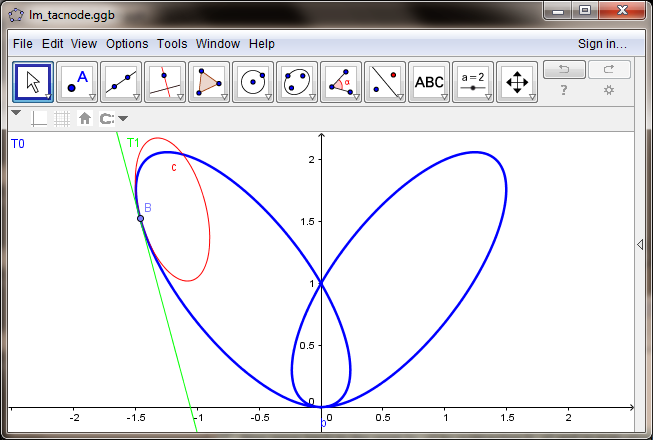 lm_tacnode.ggb
File Edit View Options Tools Window Help Sign in...
A α ABC a = 2
?
T0 T1
c
B
2
1.5
1
0.5
0
-2 -1.5 -1 -0.5 0 0.5 1 1.5 2